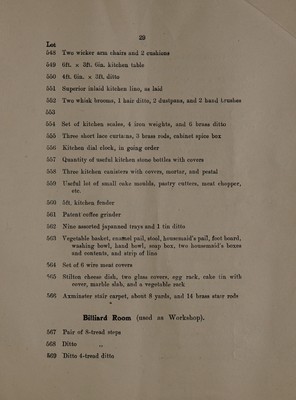 29
Lot
548 Two wicker arm chairs and 2 cushions
549 6ft. x 3ft. 6in. kitchen table
550 4ft. 6in. x 3ft. ditto
551 Superior inlaid kitchen lino, as laid
552 Two whisk brooms, 1 hair ditto, 2 dustpans, and 2 hand brushes
553
554 Set of kitchen scales, 4 iron weights, and 6 brass ditto
555 Three short lace curtains, 3 brass rods, cabinet spice box
556 Kitchen dial clock, in going order
557 Quantity of useful kitchen stone bottles with covers
558 Three kitchen canisters with covers, mortar, and pestal
559 Useful lot of small cake moulds, pastry cutters, meat chopper,
etc.
560 5ft. kitchen fender
561 Patent coffee grinder
562 Nine assorted japanned trays and 1 tin ditto
563 Vegetable basket, enamel pail, stool, housemaid's pail, foot board,
washing bowl, hand bowl, soap box, two housemaid's boxes
and contents, and strip of lino
564 Set of 6 wire meat covers
565 Stilton cheese dish, two glass covers, egg rack, cake tin with
cover, marble slab, and a vegetable rack
566 Axminster stair carpet, about 8 yards, and 14 brass stair rods
Billiard Room (used as Workshop).
567 Pair of 8-tread steps
568 Ditto „
569 Ditto 4-tread ditto